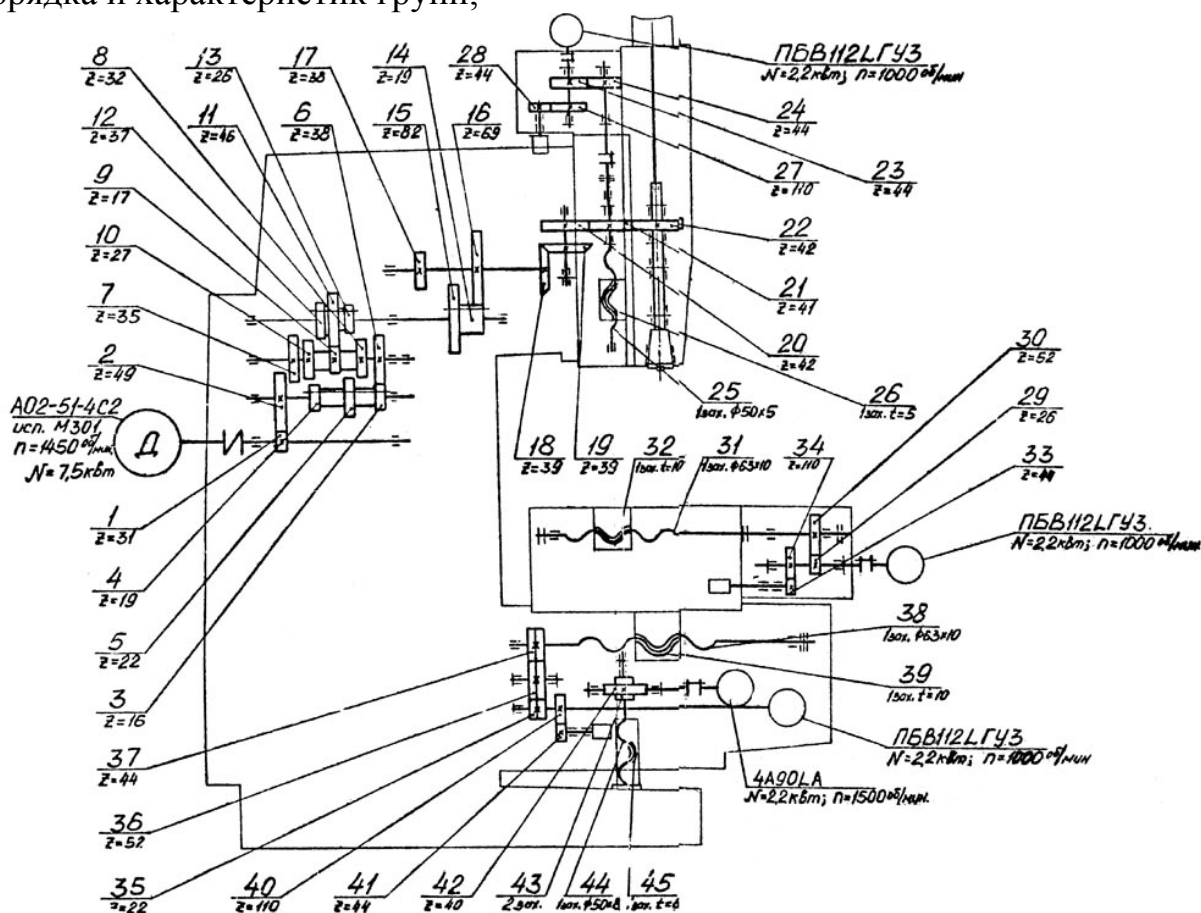 и характеристик групп,
8
z=32
13
z=26
17
z=38
14
z=19
28
z=44
ПБВ112LГУЗ
N=2,2квт; n=1000 об/мин
12
z=37
11
z=46
6
z=38
15
z=82
16
z=69
24
z=44
9
z=17
27
z=110
23
z=44
10
z=27
22
z=42
7
z=35
21
z=41
2
z=49
20
z=42
30
z=52
АО2-51-4С2
исп. М301
n=1450 об/мин
N=7,5квт
Д
25
1зах. Ф50х5
26
1зах. t=5
29
z=26
18
z=39
19
z=39
32
1зах. t=10
31
1зах. Ф63х10
34
z=110
33
z=44
1
z=31
ПБВ112LГУЗ.
N=2,2квт; n=1000 об/мин.
4
z=19
38
1зах. Ф63х10
5
z=22
39
1зах. t=10
3
z=16
37
z=44
ПБВ112LГУЗ
N=2,2квт; n=1000 об/мин
4А90LА
N=2,2квт; n=1500 об/мин.
36
z=52
35
z=22
40
z=110
41
z=44
42
z=40
43
2зах.
44
1зах. Ф50х8
45
1зах.